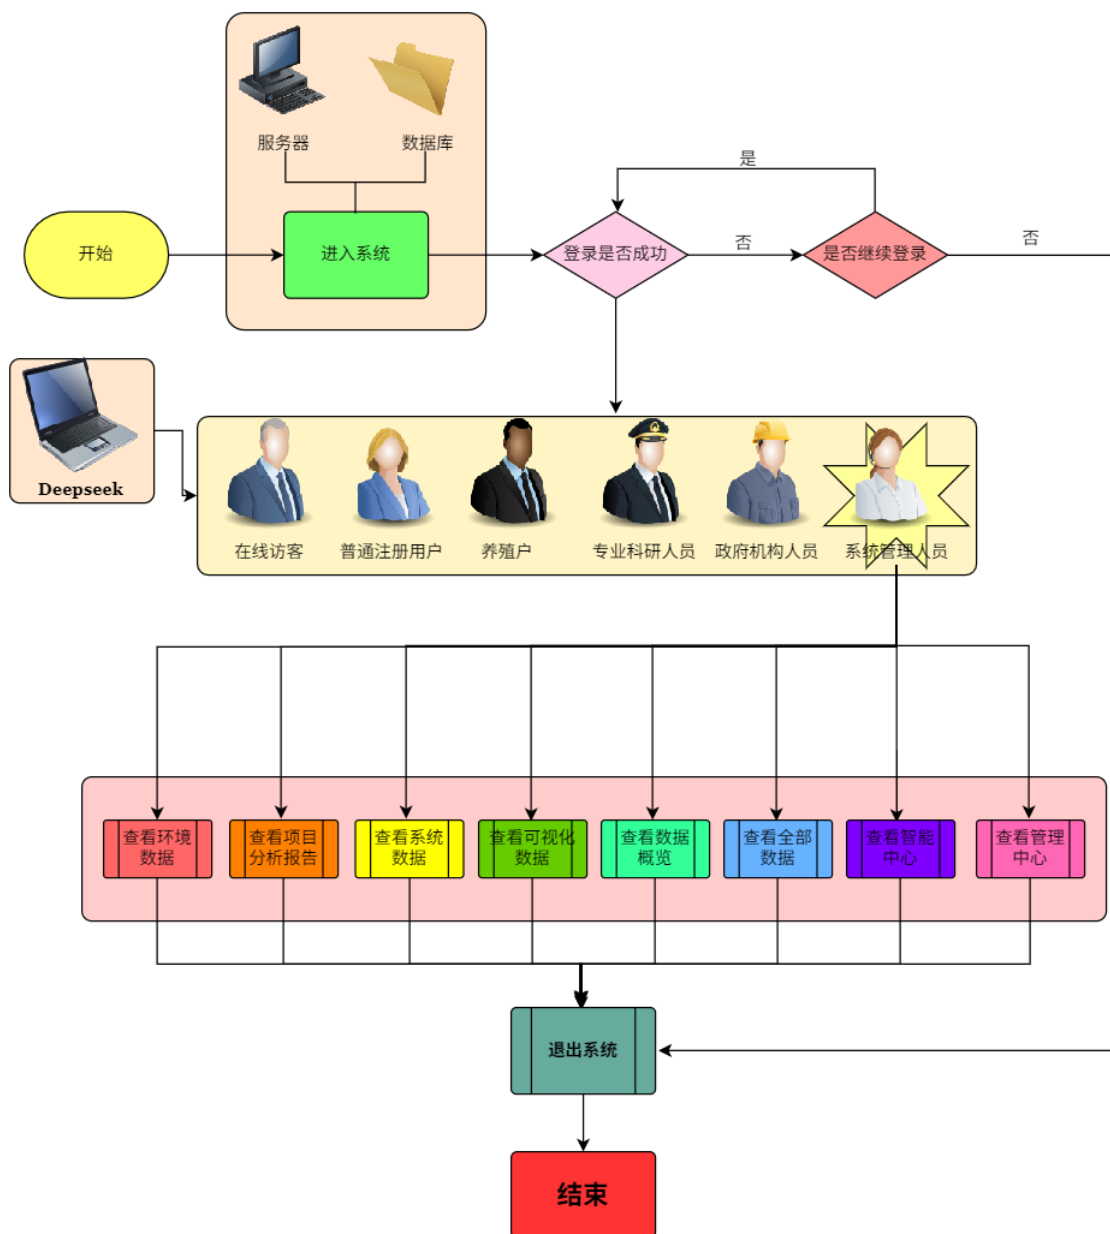 服务器
数据库
是
开始
进入系统
登录是否成功
否
是否继续登录
否
Deepseek
在线访客
普通注册用户
养殖户
专业科研人员
政府机构人员
系统管理人员
查看环境
数据
查看项目
分析报告
查看系统
数据
查看可视化
数据
查看数据
概览
查看全部
数据
查看智能
中心
查看管理
中心
退出系统
结束